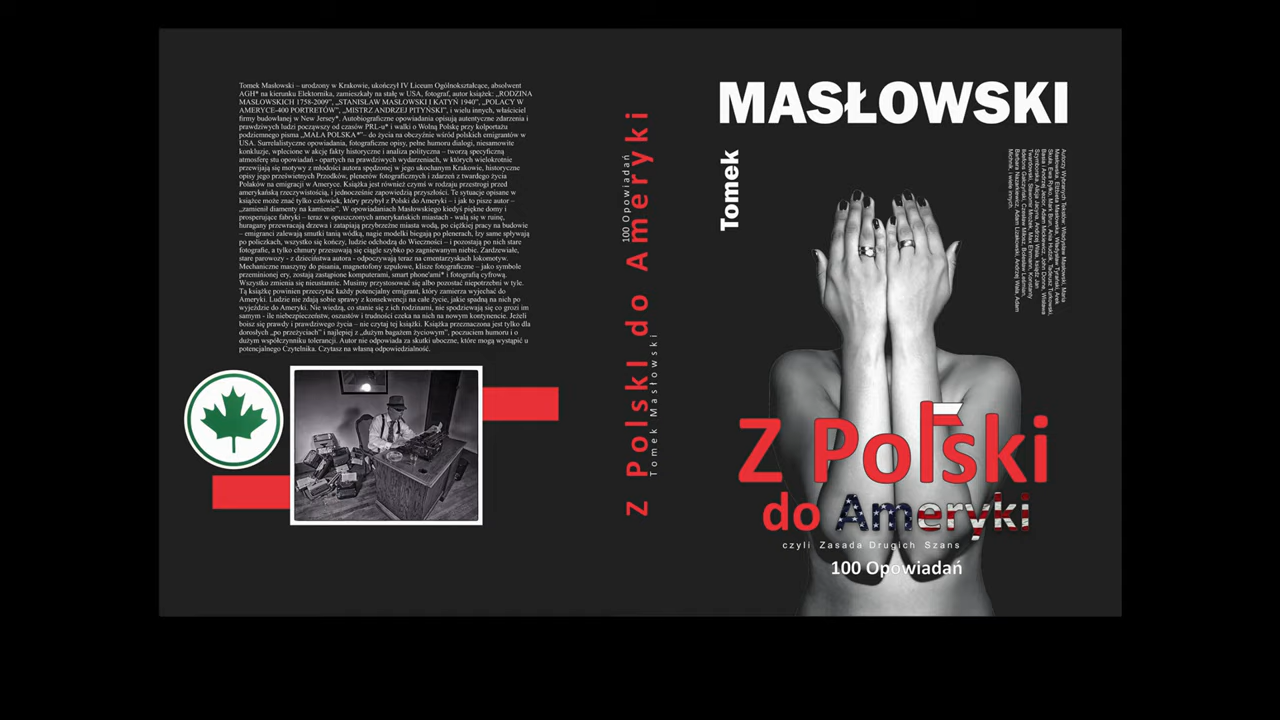 Tomek Masłowski – urodzony w Krakowie, ukończył IV Liceum Ogólnokształcące, absolwent
AGH* na kierunku Elektornika, zamieszkały na stałę w USA, fotograf, autor książek: „RODZINA
MASŁOWSKICH 1758-2009”, „STANISŁAW MASŁOWSKI I KATYŃ 1940”, „POLACY W
AMERYCE-400 PORTRETÓW”, „MISTRZ ANDRZEJ PITYŃSKI”, i wielu innych, właściciel
firmy budowlanej w New Jersey*. Autobiograficzne opowiadania opisują autentyczne zdarzenia i
prawdziwych ludzi począwszy od czasów PRL-u* i walki o Wolną Polskę przy kolportażu
podziemnego pisma „MAŁA POLSKA*”– do życia na obczyźnie wśród polskich emigrantów w
USA. Surrelalistyczne opowiadania, fotograficzne opisy, pełne humoru dialogi, niesamowite
konkluzje, wplecione w akcję fakty historyczne i analiza polityczna – tworzą specyficzną
atmosferę stu opowiadań - opartych na prawdziwych wydarzeniach, w których wielokrotnie
przewijają się motywy z młodości autora spędzonej w jego ukochanym Krakowie, historyczne
opisy jego prześwietnych Przodków, plenerów fotograficznych i zdarzeń z twardego życia
Polaków na emigracji w Ameryce. Książka jest również czymś w rodzaju przestrogi przed
amerykańską rzeczywistością, i jednocześnie zapowiedzią przyszłości. Te sytuacje opisane w
książce może znać tylko człowiek, który przybył z Polski do Ameryki – i jak to pisze autor –
„zamienił diamenty na kamienie”. W opowiadaniach Masłowskiego kiedyś piękne domy i
prosperujące fabryki – teraz w opuszczonych amerykańskich miastach - walą się w ruinę,
huragany przewracają drzewa i zatapiają przybrzeżne miasta wodą, po ciężkiej pracy na budowie
– emigranci zalewają smutki tanią wódką, nagie modelki biegają po plenerach, łzy same spływają
po policzkach, wszystko się kończy, ludzie odchodzą do Wieczności – i pozostają po nich stare
fotografie, a tylko chmury przesuwają się ciągle szybko po zagniewanym niebie. Zardzewiałe,
stare parowozy - z dzieciństwa autora - odpoczywają teraz na cmentarzyskach lokomotyw.
Mechaniczne maszyny do pisania, magnetofony szpulowe, klisze fotograficzne – jako symbole
przeminionej ery, zostają zastąpione komputerami, smart phone'ami* i fotografią cyfrową.
Wszystko zmienia się nieustannie. Musimy przystosować się albo pozostać niepotrzebni w tyle.
Tą książkę powinien przeczytać każdy potencjalny emigrant, który zamierza wyjechać do
Ameryki. Ludzie nie zdają sobie sprawy z konsekwencji na całe życie, jakie spadną na nich po
wyjeździe do Ameryki. Nie wiedzą, co stanie się z ich rodzinami, nie spodziewają się co grozi im
samym - ile niebezpieczeństw, oszustów i trudności czeka na nich na nowym kontynencie. Jeżeli
boisz się prawdy i prawdziwego życia – nie czytaj tej książki. Książka przeznaczona jest tylko dla
dorosłych „po przeżyciach” i najlepiej z „dużym bagażem życiowym”, poczuciem humoru i o
dużym współczynniku tolerancji. Autor nie odpowiada za skutki uboczne, które mogą wystąpić u
potencjalnego Czytelnika. Czytasz na własną odpowiedzialność.
Z Polski do Ameryki
100 Opowiadań
Tomek Masłowski
MASŁOWSKI
Tomek
Z Polski
do Ameryki
czyli Zasada Drugich Szans
100 Opowiadań